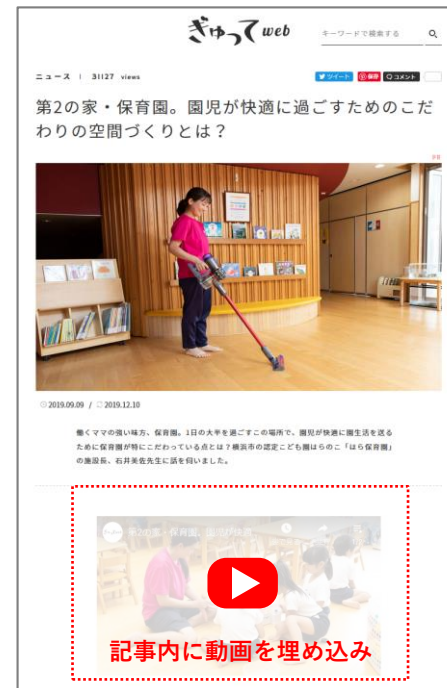 ぎゅってweb
キーワードで検索する
ニュース | 31127 views
ツイート 保存 コメント
第2の家・保育園。園児が快適に過ごすためのこだ
わりの空間づくりとは？
PR
2019.09.09 / 2019.12.10
働くママの強い味方、保育園。1日の大半を過ごすこの場所で、園児が快適に園生活を送る
ために保育園が特にこだわっている点とは？横浜市の認定こども園はらのこ「はら保育園」
の施設長、石井美佐先生に話を伺いました。
第2の家・保育園。園児が快適
記事内に動画を埋め込み